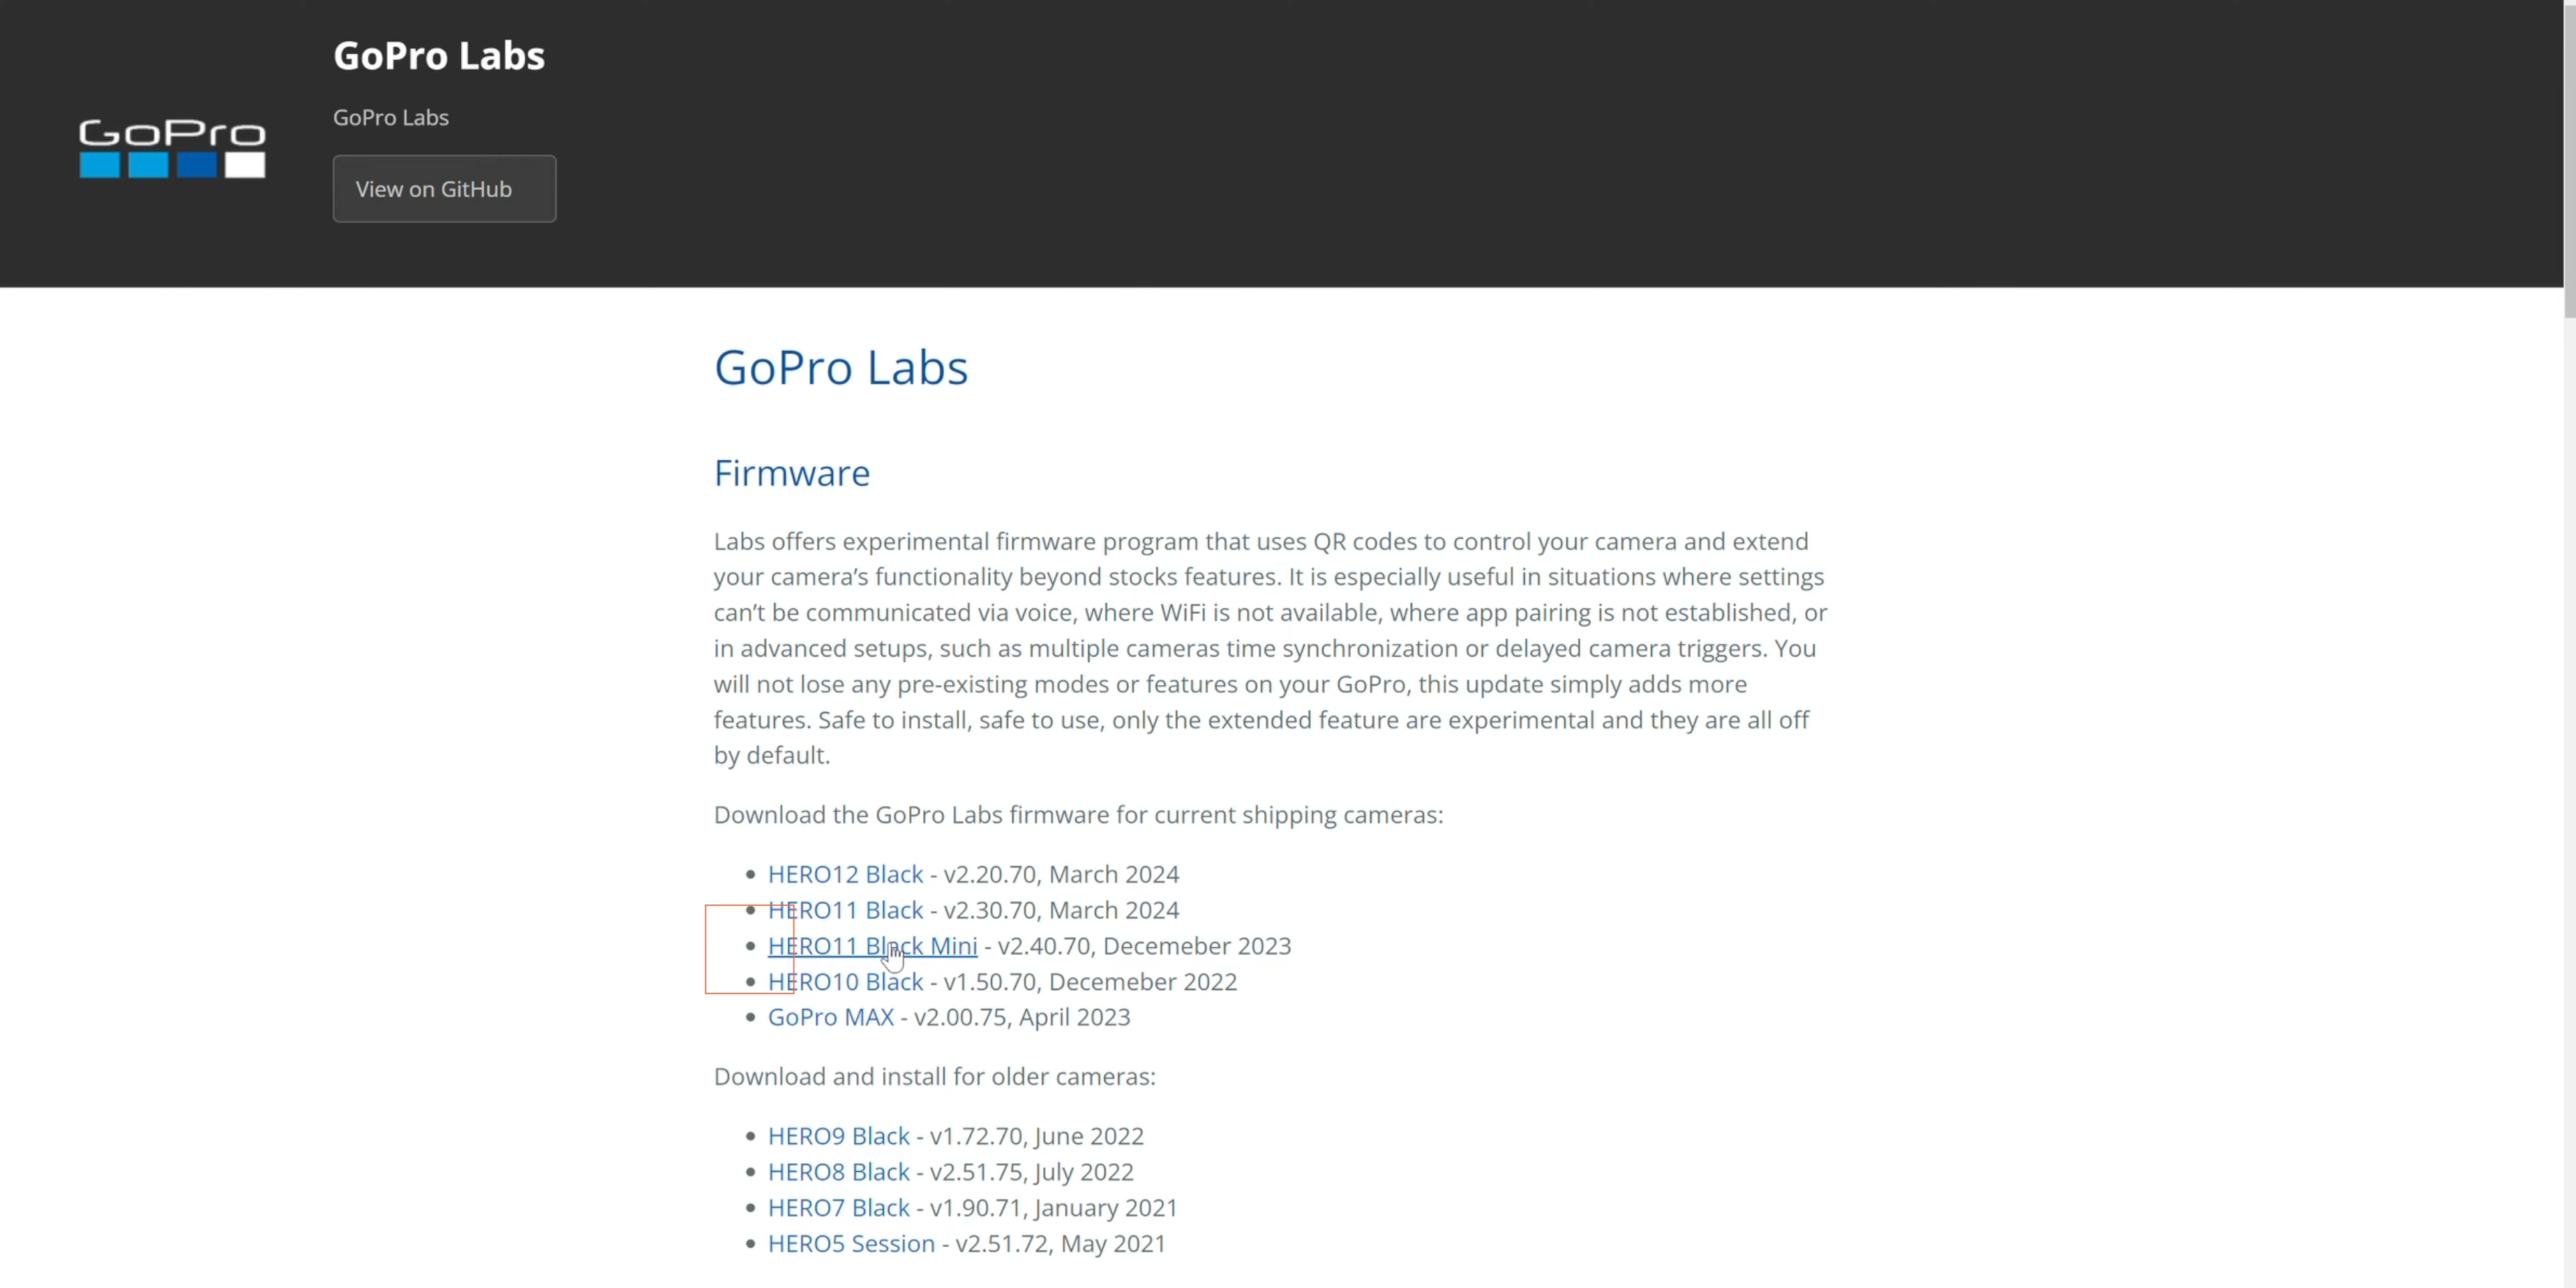 GoPro Labs
GoPro
GoPro Labs
View on GitHub
GoPro Labs
Firmware
Labs offers experimental firmware program that uses QR codes to control your camera and extend
your camera’s functionality beyond stocks features. It is especially useful in situations where settings
can’t be communicated via voice, where WiFi is not available, where app pairing is not established, or
in advanced setups, such as multiple cameras time synchronization or delayed camera triggers. You
will not lose any pre-existing modes or features on your GoPro, this update simply adds more
features. Safe to install, safe to use, only the extended feature are experimental and they are all off
by default.
Download the GoPro Labs firmware for current shipping cameras:
• HERO12 Black - v2.20.70, March 2024
• HERO11 Black - v2.30.70, March 2024
• HERO11 Black Mini - v2.40.70, Decemeber 2023
• HERO10 Black - v1.50.70, Decemeber 2022
• GoPro MAX - v2.00.75, April 2023
Download and install for older cameras:
• HERO9 Black - v1.72.70, June 2022
• HERO8 Black - v2.51.75, July 2022
• HERO7 Black - v1.90.71, January 2021
• HERO5 Session - v2.51.72, May 2021